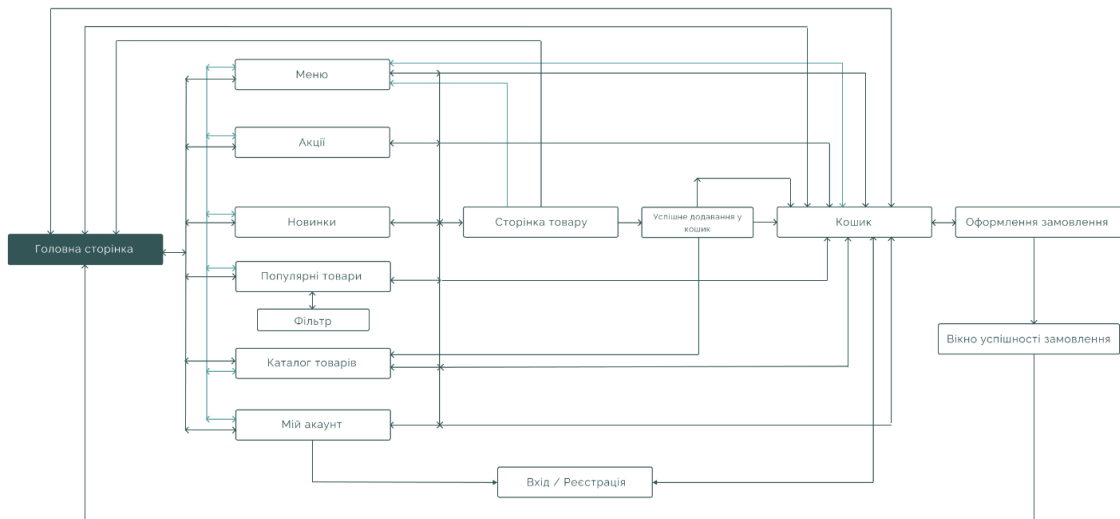 Меню
Акції
Новинки
Сторінка товару
Успішне додавання у
кошик
Кошик
Оформлення замовлення
Головна сторінка
Популярні товари
Фільтр
Вікно успішності замовлення
Каталог товарів
Мій акаунт
Вхід / Реєстрація